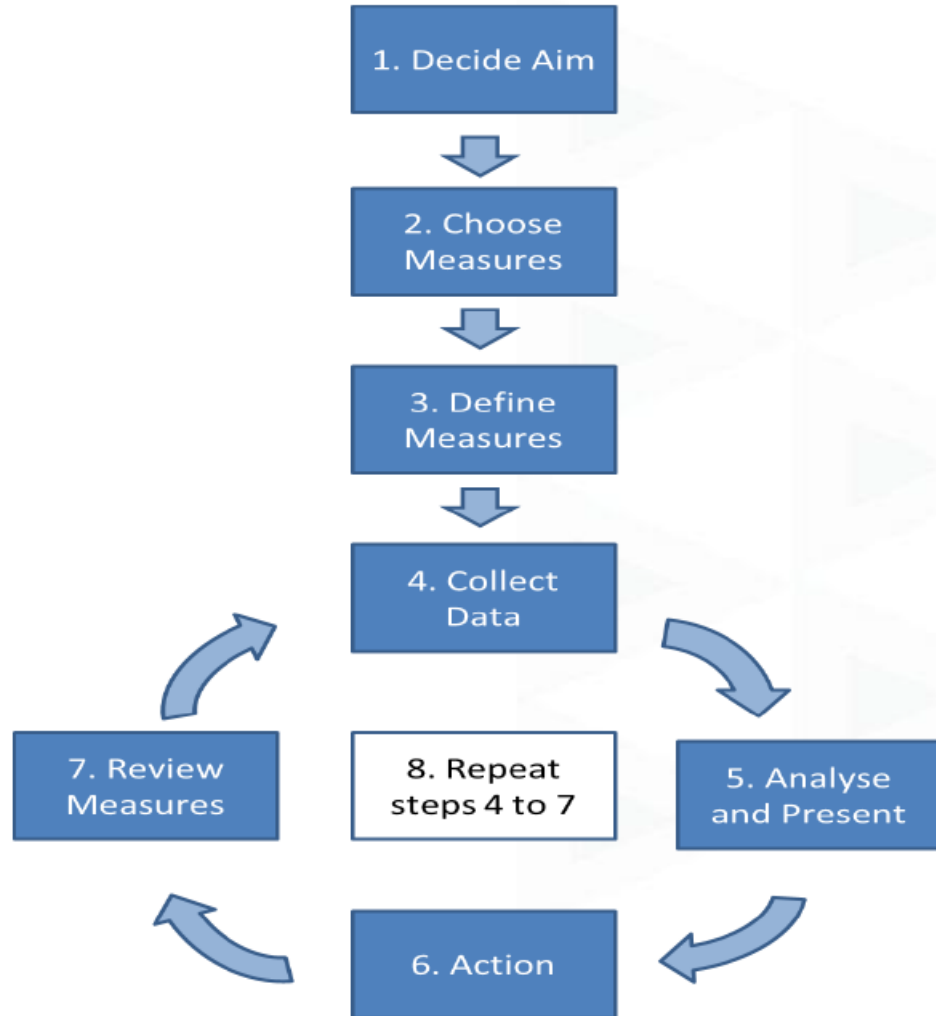 1. Decide Aim
2. Choose
Measures
3. Define
Measures
4. Collect
Data
5. Analyse
and Present
6. Action
7. Review
Measures
8. Repeat
steps 4 to 7